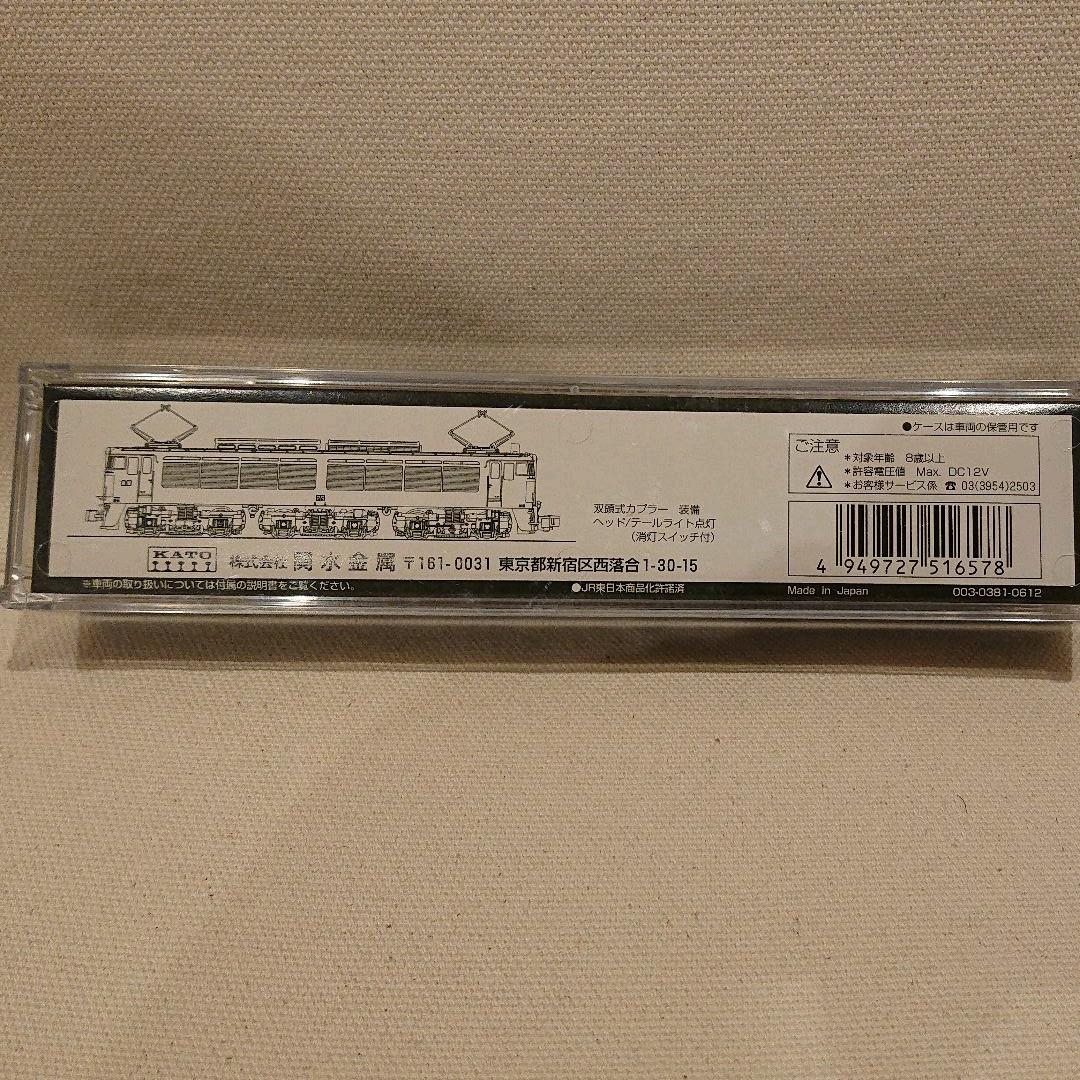 ●ケースは車両の保管用です
ご注意
*対象年齢 8歳以上
*許容電圧値 Max. DC12V
*お客様サービス係 ☎ 03(3954)2503
双頭式カプラー 装備
ヘッド/テールライト点灯
(消灯スイッチ付)
KATO 株式会社 関水金属 〒161-0031 東京都新宿区西落合1-30-15
4 949727 516578
※車両の取り扱いについては付属の説明書をご覧ください。 ●JR東日本商品化許諾済 Made in Japan 003-0381-0612